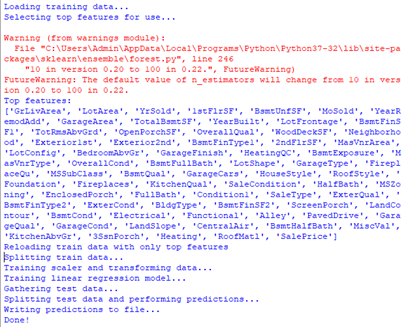 Loading training data...
Selecting top features for use...
Warning (from warnings module):
File "C:\Users\Admin\AppData\Local\Programs\Python\Python37-32\lib\site-pa
ckages\sklearn\ensemble\forest.py", line 246
"10 in version 0.20 to 100 in 0.22.", FutureWarning)
FutureWarning: The default value of n_estimators will change from 10 in vers
ion 0.20 to 100 in 0.22.
Top features:
['GrLivArea', 'LotArea', 'YrSold', '1stFlrSF', 'BsmtUnfSF', 'MoSold', 'YearR
emodAdd', 'GarageArea', 'TotalBsmtSF', 'YearBuilt', 'LotFrontage', 'BsmtFinS
F1', 'TotRmsAbvGrd', 'OpenPorchSF', 'OverallQual', 'WoodDeckSF', 'Neighborho
od', 'Exterior1st', 'Exterior2nd', 'BsmtFinType1', '2ndFlrSF', 'MasVnrArea',
'LotConfig', 'BedroomAbvGr', 'GarageFinish', 'HeatingQC', 'BsmtExposure', 'M
asVnrType', 'OverallCond', 'BsmtFullBath', 'LotShape', 'GarageType', 'Firepl
aceQu', 'MSSubClass', 'BsmtQual', 'GarageCars', 'HouseStyle', 'RoofStyle', '
Foundation', 'Fireplaces', 'KitchenQual', 'SaleCondition', 'HalfBath', 'MSZo
ning', 'EnclosedPorch', 'FullBath', 'Condition1', 'SaleType', 'ExterQual', '
BsmtFinType2', 'ExterCond', 'BldgType', 'BsmtFinSF2', 'ScreenPorch', 'LandCo
ntour', 'BsmtCond', 'Electrical', 'Functional', 'Alley', 'PavedDrive', 'Gara
geQual', 'GarageCond', 'LandSlope', 'CentralAir', 'BsmtHalfBath', 'MiscVal',
'KitchenAbvGr', '3SsnPorch', 'Heating', 'RoofMatl', 'SalePrice']
Reloading train data with only top features
Splitting train data...
Training scaler and transforming data...
Training linear regression model...
Gathering test data...
Splitting test data and performing predictions...
Writing predictions to file...
Done!